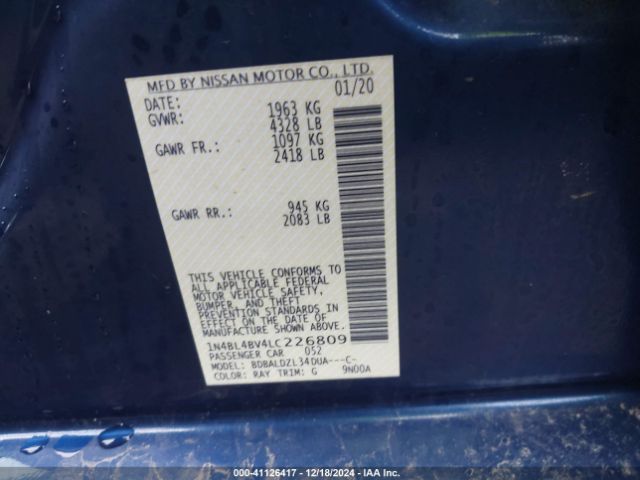 MFD BY NISSAN MOTOR CO., LTD.
DATE: 01/20
GVWR: 1963 KG
4328 LB
GAWR FR.: 1097 KG
2418 LB
GAWR RR.: 945 KG
2083 LB
THIS VEHICLE CONFORMS TO
ALL APPLICABLE FEDERAL
MOTOR VEHICLE SAFETY,
BUMPER, AND THEFT
PREVENTION STANDARDS IN
EFFECT ON THE DATE OF
MANUFACTURE SHOWN ABOVE.
1N4BL4BV4LC226809
PASSENGER CAR 052
MODEL: BDBALDZL34DUA---C-
COLOR: RAY TRIM: G 9N00A
000-41126417 - 12/18/2024 - IAA Inc.